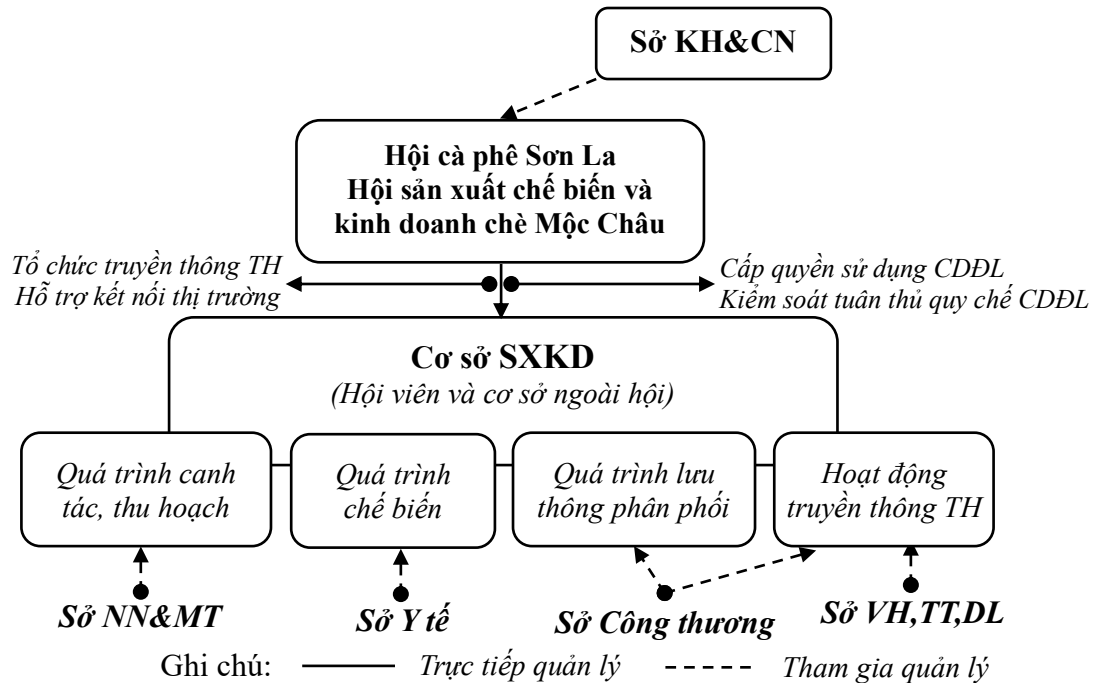 Sở KH&CN
Hội cà phê Sơn La
Hội sản xuất chế biến và
kinh doanh chè Mộc Châu
Tổ chức truyền thông TH
Hỗ trợ kết nối thị trường
Cấp quyền sử dụng CDĐL
Kiểm soát tuân thủ quy chế CDĐL
Cơ sở SXKD
(Hội viên và cơ sở ngoài hội)
Quá trình canh
tác, thu hoạch
Quá trình
chế biến
Quá trình lưu
thông phân phối
Hoạt động
truyền thông TH
Sở NN&MT
Sở Y tế
Sở Công thương
Sở VH,TT,DL
Ghi chú: Trực tiếp quản lý Tham gia quản lý